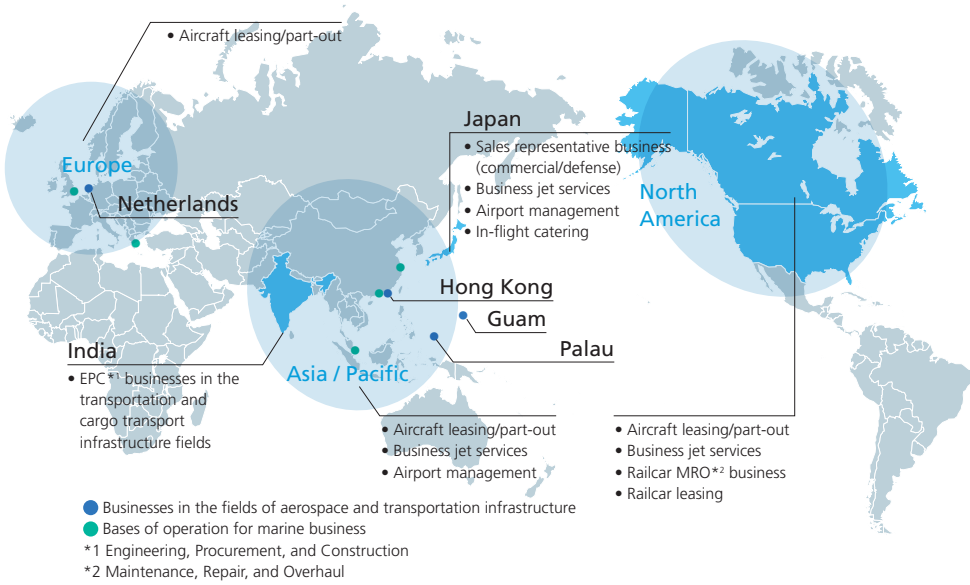 • Aircraft leasing/part-out
Europe
Netherlands
Japan
• Sales representative business
(commercial/defense)
• Business jet services
• Airport management
• In-flight catering
North
America
Hong Kong
Guam
Palau
India
• EPC*1 businesses in the
transportation and
cargo transport
infrastructure fields
Asia / Pacific
• Aircraft leasing/part-out
• Business jet services
• Airport management
• Aircraft leasing/part-out
• Business jet services
• Railcar MRO*2 business
• Railcar leasing
Businesses in the fields of aerospace and transportation infrastructure
Bases of operation for marine business
*1 Engineering, Procurement, and Construction
*2 Maintenance, Repair, and Overhaul